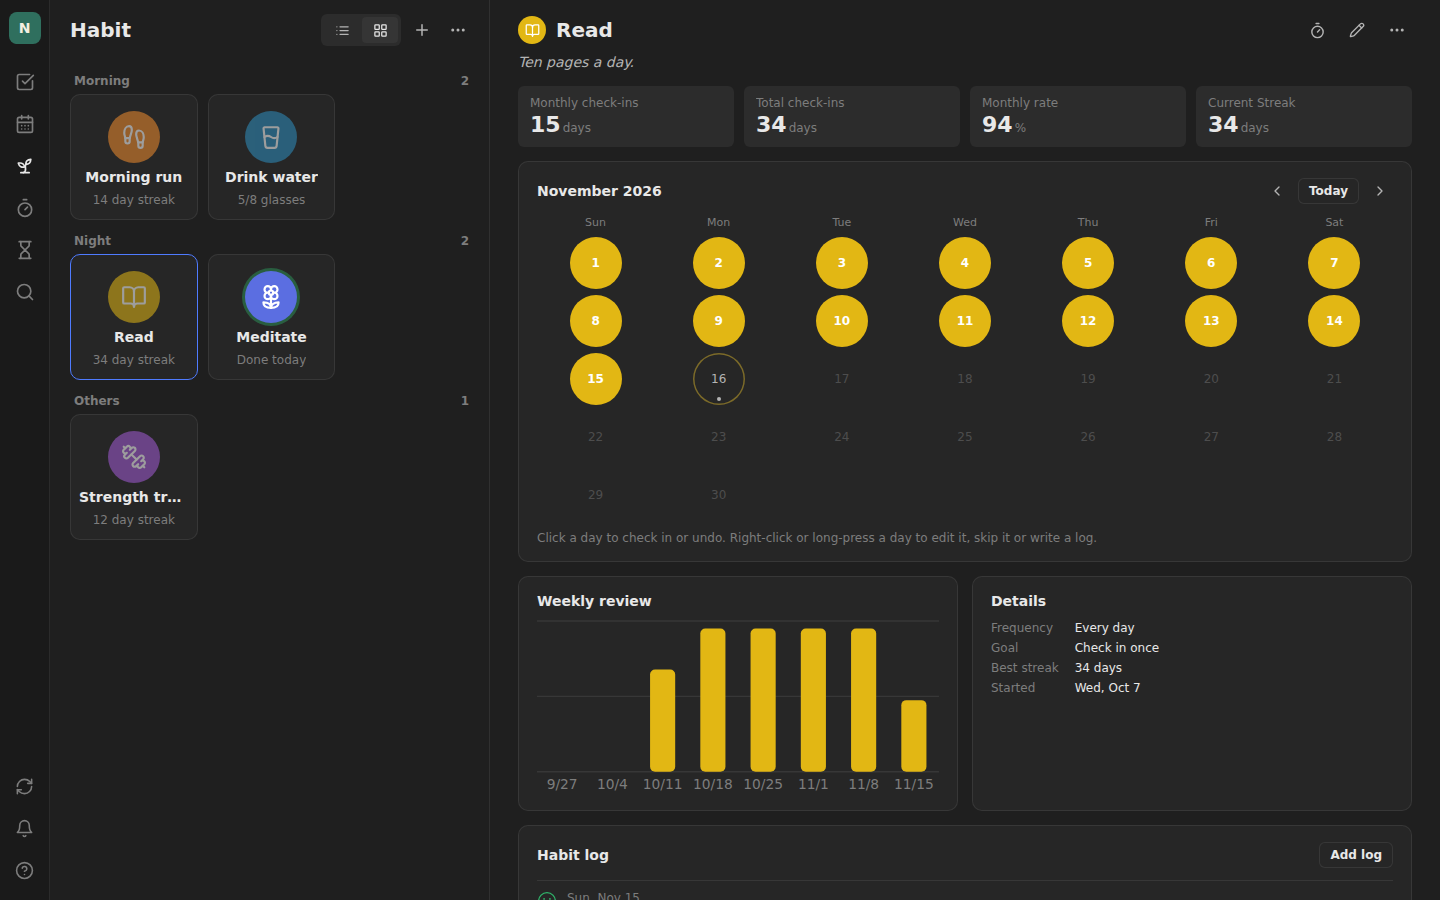 N
Habit
Morning 2
Morning run
14 day streak
Drink water
5/8 glasses
Night 2
Read
34 day streak
Meditate
Done today
Others 1
Strength tr…
12 day streak
Read
Ten pages a day.
Monthly check-ins
15 days
Total check-ins
34 days
Monthly rate
94 %
Current Streak
34 days
November 2026
Today
Sun Mon Tue Wed Thu Fri Sat
1 2 3 4 5 6 7
8 9 10 11 12 13 14
15 16 17 18 19 20 21
22 23 24 25 26 27 28
29 30
Click a day to check in or undo. Right-click or long-press a day to edit it, skip it or write a log.
Weekly review
9/27 10/4 10/11 10/18 10/25 11/1 11/8 11/15
Details
Frequency Every day
Goal Check in once
Best streak 34 days
Started Wed, Oct 7
Habit log
Add log
Sun, Nov 15